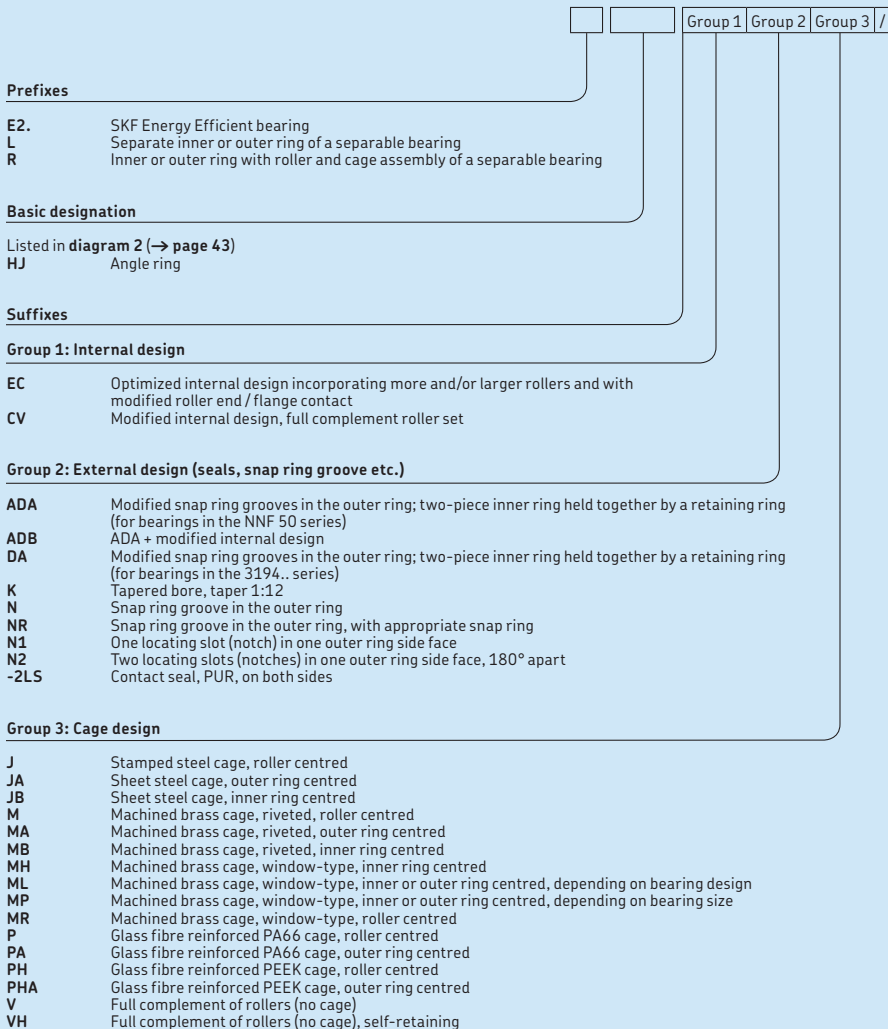 Group 1 Group 2 Group 3 /
Prefixes
E2. SKF Energy Efficient bearing
L Separate inner or outer ring of a separable bearing
R Inner or outer ring with roller and cage assembly of a separable bearing
Basic designation
Listed in diagram 2 (→ page 43)
HJ Angle ring
Suffixes
Group 1: Internal design
EC Optimized internal design incorporating more and/or larger rollers and with
modified roller end / flange contact
CV Modified internal design, full complement roller set
Group 2: External design (seals, snap ring groove etc.)
ADA Modified snap ring grooves in the outer ring; two-piece inner ring held together by a retaining ring
(for bearings in the NNF 50 series)
ADB ADA + modified internal design
DA Modified snap ring grooves in the outer ring; two-piece inner ring held together by a retaining ring
(for bearings in the 3194.. series)
K Tapered bore, taper 1:12
N Snap ring groove in the outer ring
NR Snap ring groove in the outer ring, with appropriate snap ring
N1 One locating slot (notch) in one outer ring side face
N2 Two locating slots (notches) in one outer ring side face, 180° apart
-2LS Contact seal, PUR, on both sides
Group 3: Cage design
J Stamped steel cage, roller centred
JA Sheet steel cage, outer ring centred
JB Sheet steel cage, inner ring centred
M Machined brass cage, riveted, roller centred
MA Machined brass cage, riveted, outer ring centred
MB Machined brass cage, riveted, inner ring centred
MH Machined brass cage, window-type, inner ring centred
ML Machined brass cage, window-type, inner or outer ring centred, depending on bearing design
MP Machined brass cage, window-type, inner or outer ring centred, depending on bearing size
MR Machined brass cage, window-type, roller centred
P Glass fibre reinforced PA66 cage, roller centred
PA Glass fibre reinforced PA66 cage, outer ring centred
PH Glass fibre reinforced PEEK cage, roller centred
PHA Glass fibre reinforced PEEK cage, outer ring centred
V Full complement of rollers (no cage)
VH Full complement of rollers (no cage), self-retaining